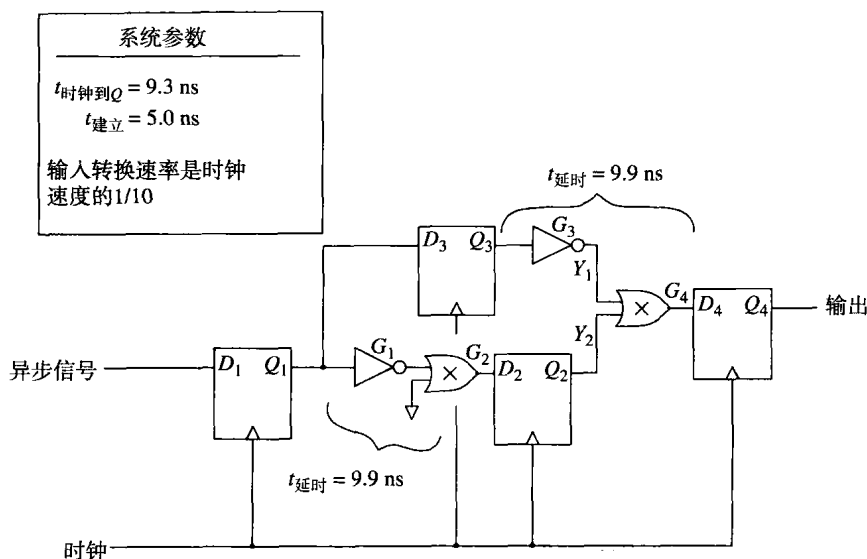 系统参数
t时钟到Q = 9.3 ns
t建立 = 5.0 ns
输入转换速率是时钟
速度的1/10
t延时 = 9.9 ns
D3 Q3
G3
Y1
G4
D4 Q4
输出
Y2
异步信号
D1 Q1
G1
G2
D2 Q2
t延时 = 9.9 ns
时钟